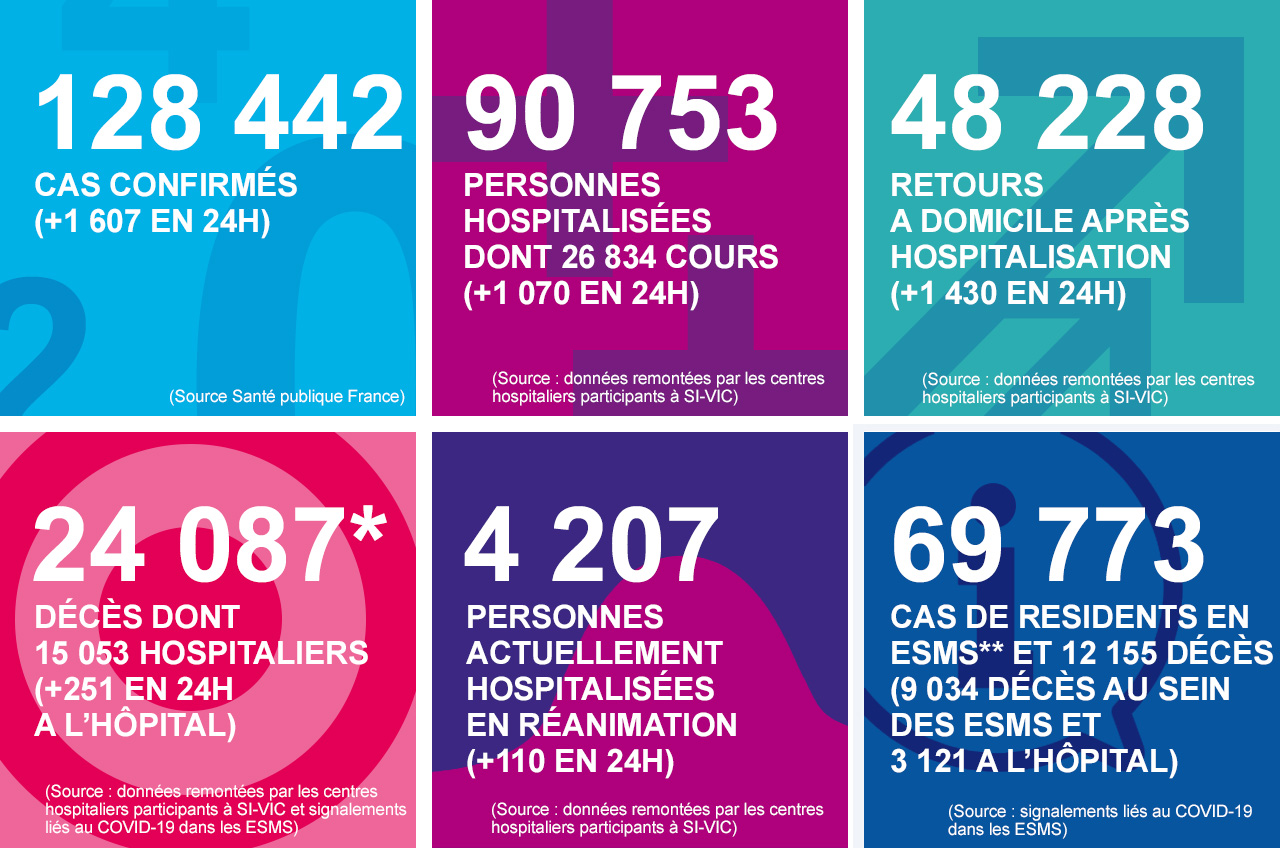 128 442
CAS CONFIRMÉS
(+1 607 EN 24H)
(Source Santé publique France)
90 753
PERSONNES
HOSPITALISÉES
DONT 26 834 COURS
(+1 070 EN 24H)
(Source : données remontées par les centres
hospitaliers participants à SI-VIC)
48 228
RETOURS
A DOMICILE APRÈS
HOSPITALISATION
(+1 430 EN 24H)
(Source : données remontées par les centres
hospitaliers participants à SI-VIC)
24 087*
DÉCÈS DONT
15 053 HOSPITALIERS
(+251 EN 24H
A L’HÔPITAL)
(Source : données remontées par les centres
hospitaliers participants à SI-VIC et signalements
liés au COVID-19 dans les ESMS)
4 207
PERSONNES
ACTUELLEMENT
HOSPITALISÉES
EN RÉANIMATION
(+110 EN 24H)
(Source : données remontées par les centres
hospitaliers participants à SI-VIC)
69 773
CAS DE RESIDENTS EN
ESMS** ET 12 155 DÉCÈS
(9 034 DÉCÈS AU SEIN
DES ESMS ET
3 121 A L’HÔPITAL)
(Source : signalements liés au COVID-19
dans les ESMS)